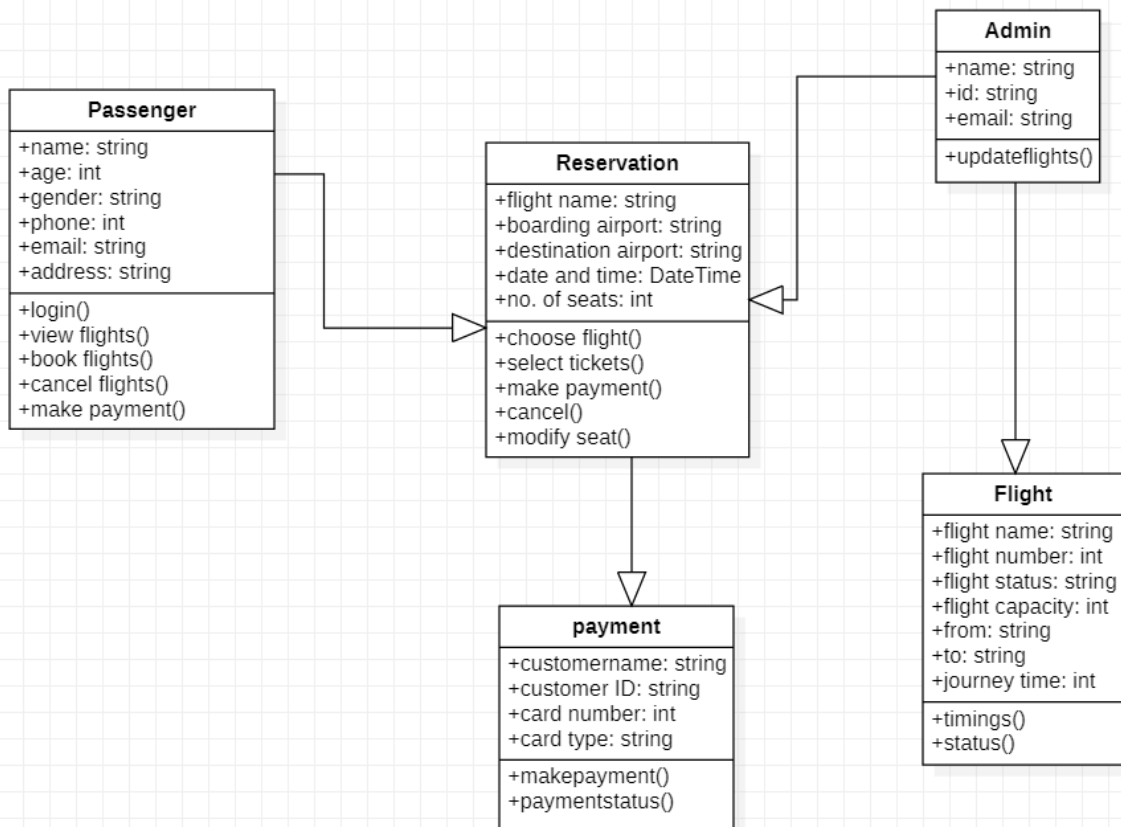 Admin
+name: string
+id: string
+email: string
+updateflights()
Passenger
+name: string
+age: int
+gender: string
+phone: int
+email: string
+address: string
+login()
+view flights()
+book flights()
+cancel flights()
+make payment()
Reservation
+flight name: string
+boarding airport: string
+destination airport: string
+date and time: DateTime
+no. of seats: int
+choose flight()
+select tickets()
+make payment()
+cancel()
+modify seat()
Flight
+flight name: string
+flight number: int
+flight status: string
+flight capacity: int
+from: string
+to: string
+journey time: int
+timings()
+status()
payment
+customername: string
+customer ID: string
+card number: int
+card type: string
+makepayment()
+paymentstatus()